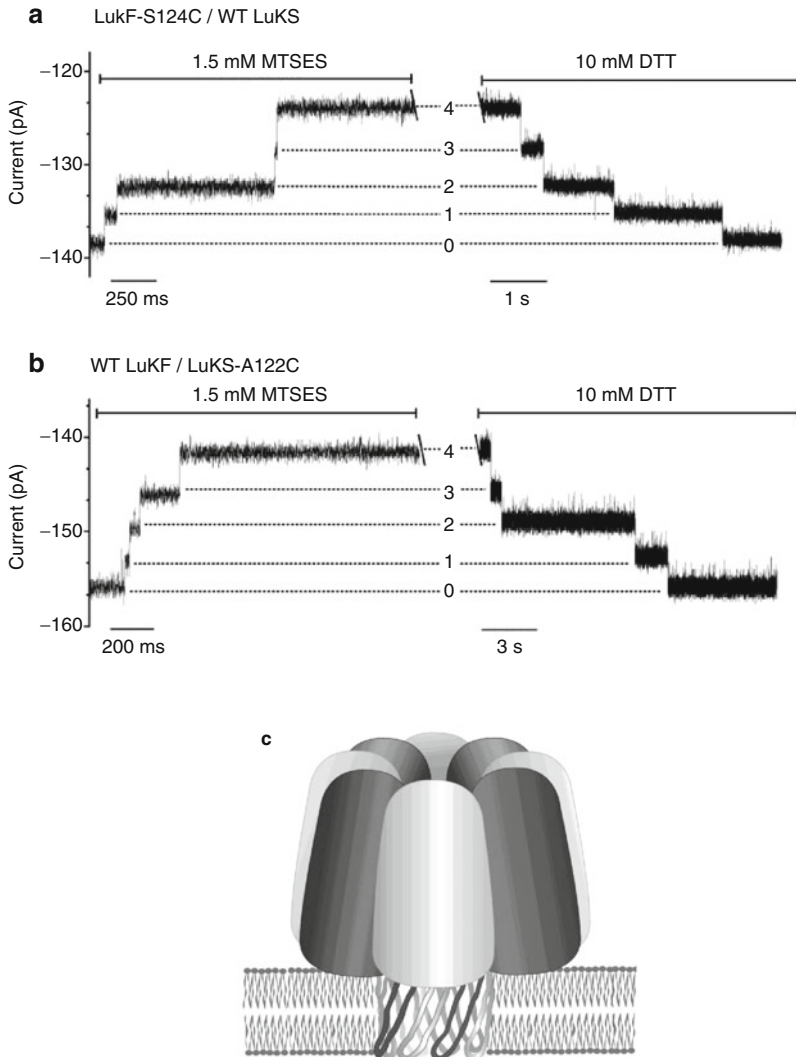 a LukF-S124C / WT LuKS
1.5 mM MTSES
10 mM DTT
Current (pA)
−120
−130
−140
4
3
2
1
0
250 ms
1 s
b WT LuKF / LuKS-A122C
1.5 mM MTSES
10 mM DTT
Current (pA)
−140
−150
−160
4
3
2
1
0
200 ms
3 s
c